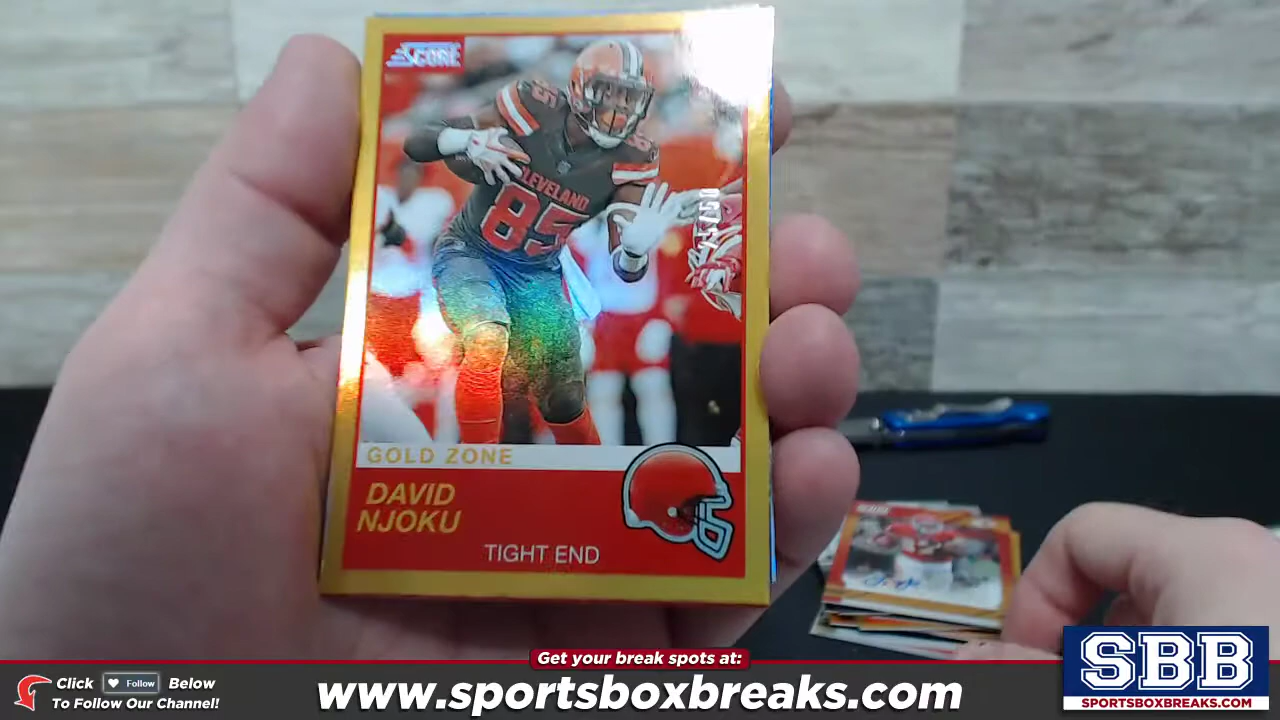 SCORE
85
CLEVELAND
85
GOLD ZONE
DAVID
NJOKU
TIGHT END
Get your break spots at:
Click Follow Below
To Follow Our Channel!
www.sportsboxbreaks.com
SBB
SPORTSBOXBREAKS.COM